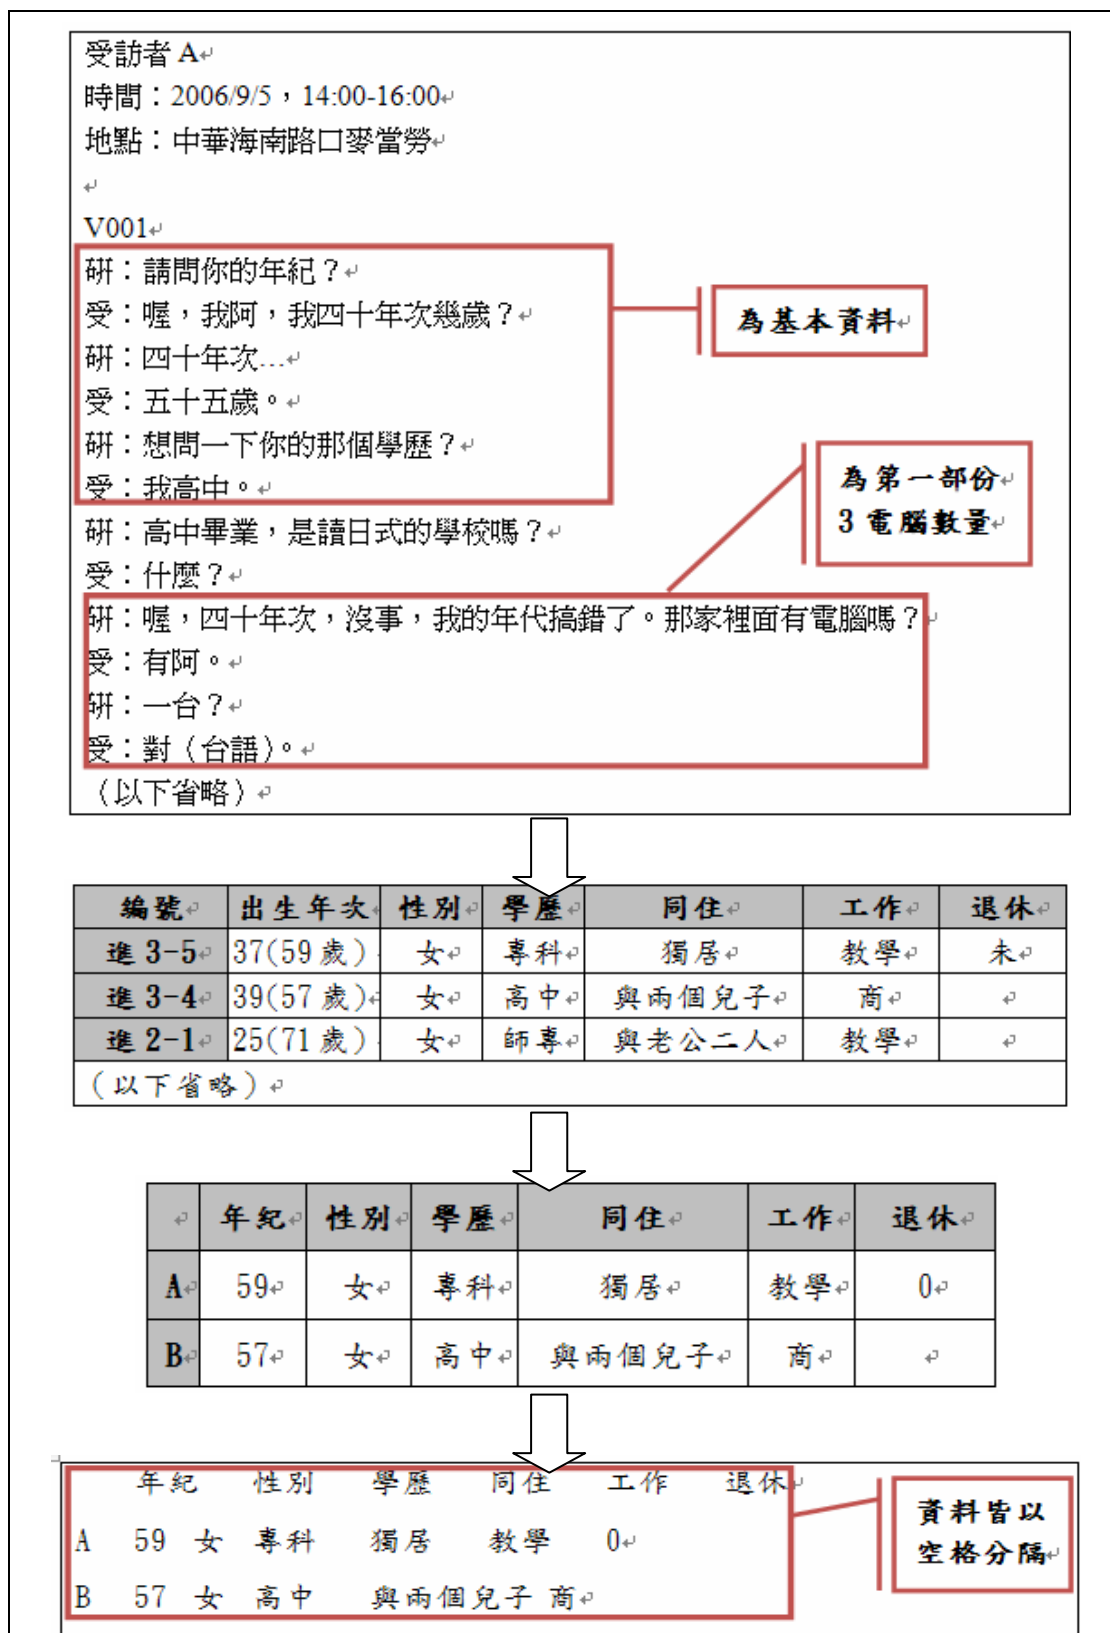 受訪者 A
時間：2006/9/5，14:00-16:00
地點：中華海南路口麥當勞
V001
研：請問你的年紀？
受：喔，我阿，我四十年次幾歲？
研：四十年次…
受：五十五歲。
研：想問一下你的那個學歷？
受：我高中。
為基本資料
研：高中畢業，是讀日式的學校嗎？
受：什麼？
研：喔，四十年次，沒事，我的年代搞錯了。那家裡面有電腦嗎？
受：有阿。
研：一台？
受：對（台語）。
為第一部份
3 電腦數量
（以下省略）
編號 出生年次 性別 學歷 同住 工作 退休
進 3-5 37(59 歲) 女 專科 獨居 教學 未
進 3-4 39(57 歲) 女 高中 與兩個兒子 商
進 2-1 25(71 歲) 女 師專 與老公二人 教學
（以下省略）
年紀 性別 學歷 同住 工作 退休
A 59 女 專科 獨居 教學 0
B 57 女 高中 與兩個兒子 商
年紀 性別 學歷 同住 工作 退休
A 59 女 專科 獨居 教學 0
B 57 女 高中 與兩個兒子 商
資料皆以
空格分隔